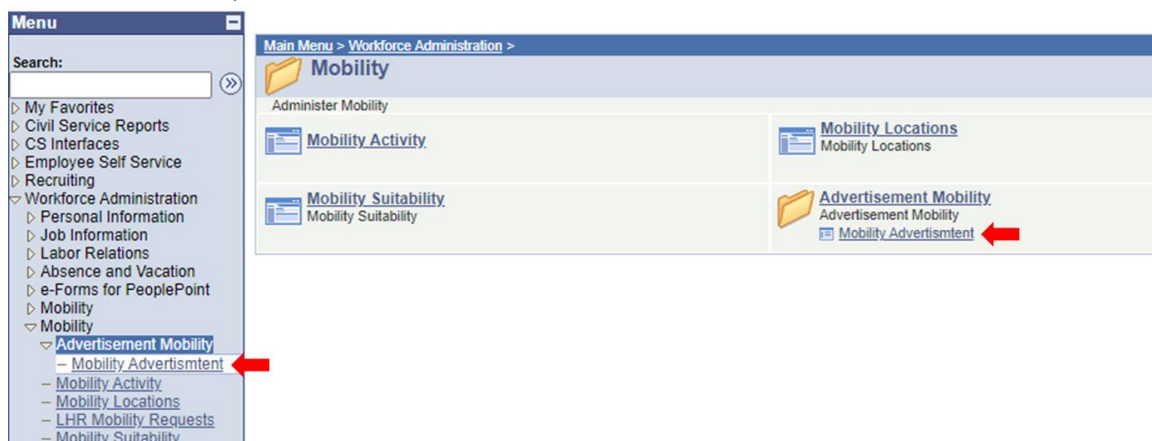 Menu
Search:
My Favorites
Civil Service Reports
CS Interfaces
Employee Self Service
Recruiting
Workforce Administration
Personal Information
Job Information
Labor Relations
Absence and Vacation
e-Forms for PeoplePoint
Mobility
Mobility
Advertisement Mobility
– Mobility Advertismtent
– Mobility Activity
– Mobility Locations
– LHR Mobility Requests
– Mobility Suitability
Main Menu > Workforce Administration >
Mobility
Administer Mobility
Mobility Activity
Mobility Locations
Mobility Locations
Mobility Suitability
Mobility Suitability
Advertisement Mobility
Advertisement Mobility
Mobility Advertismtent